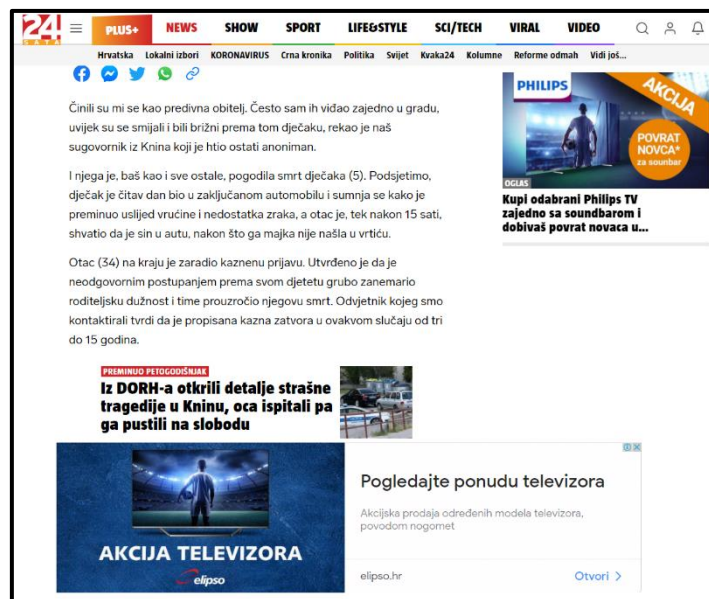 24
SATA
PLUS+ NEWS SHOW SPORT LIFE&STYLE SCI/TECH VIRAL VIDEO
Hrvatska Lokalni izbori KORONAVIRUS Crna kronika Politika Svijet Kvaka24 Kolumne Reforme odmah Vidi još...
Činili su mi se kao predivna obitelj. Često sam ih viđao zajedno u gradu,
uvijek su se smijali i bili brižni prema tom dječaku, rekao je naš
sugovornik iz Knina koji je htio ostati anoniman.
I njega je, baš kao i sve ostale, pogodila smrt dječaka (5). Podsjetimo,
dječak je čitav dan bio u zaključanom automobilu i sumnja se kako je
preminuo uslijed vrućine i nedostatka zraka, a otac je, tek nakon 15 sati,
shvatio da je sin u autu, nakon što ga majka nije našla u vrtiću.
Otac (34) na kraju je zaradio kaznenu prijavu. Utvrđeno je da je
neodgovornim postupanjem prema svom djetetu grubo zanemario
roditeljsku dužnost i time prouzročio njegovu smrt. Odvjetnik kojeg smo
kontaktirali tvrdi da je propisana kazna zatvora u ovakvom slučaju od tri
do 15 godina.
PREMINUO PETOGODIŠNJAK
Iz DORH-a otkrili detalje strašne
tragedije u Kninu, oca ispitali pa
ga pustili na slobodu
PHILIPS
AKCIJA
POVRAT
NOVCA*
za soundbar
OGLAS
Kupi odabrani Philips TV
zajedno sa soundbarom i
dobivaš povrat novaca u...
AKCIJA TELEVIZORA
elipso
Pogledajte ponudu televizora
Akcijska prodaja određenih modela televizora,
povodom nogomet
elipso.hr
Otvori